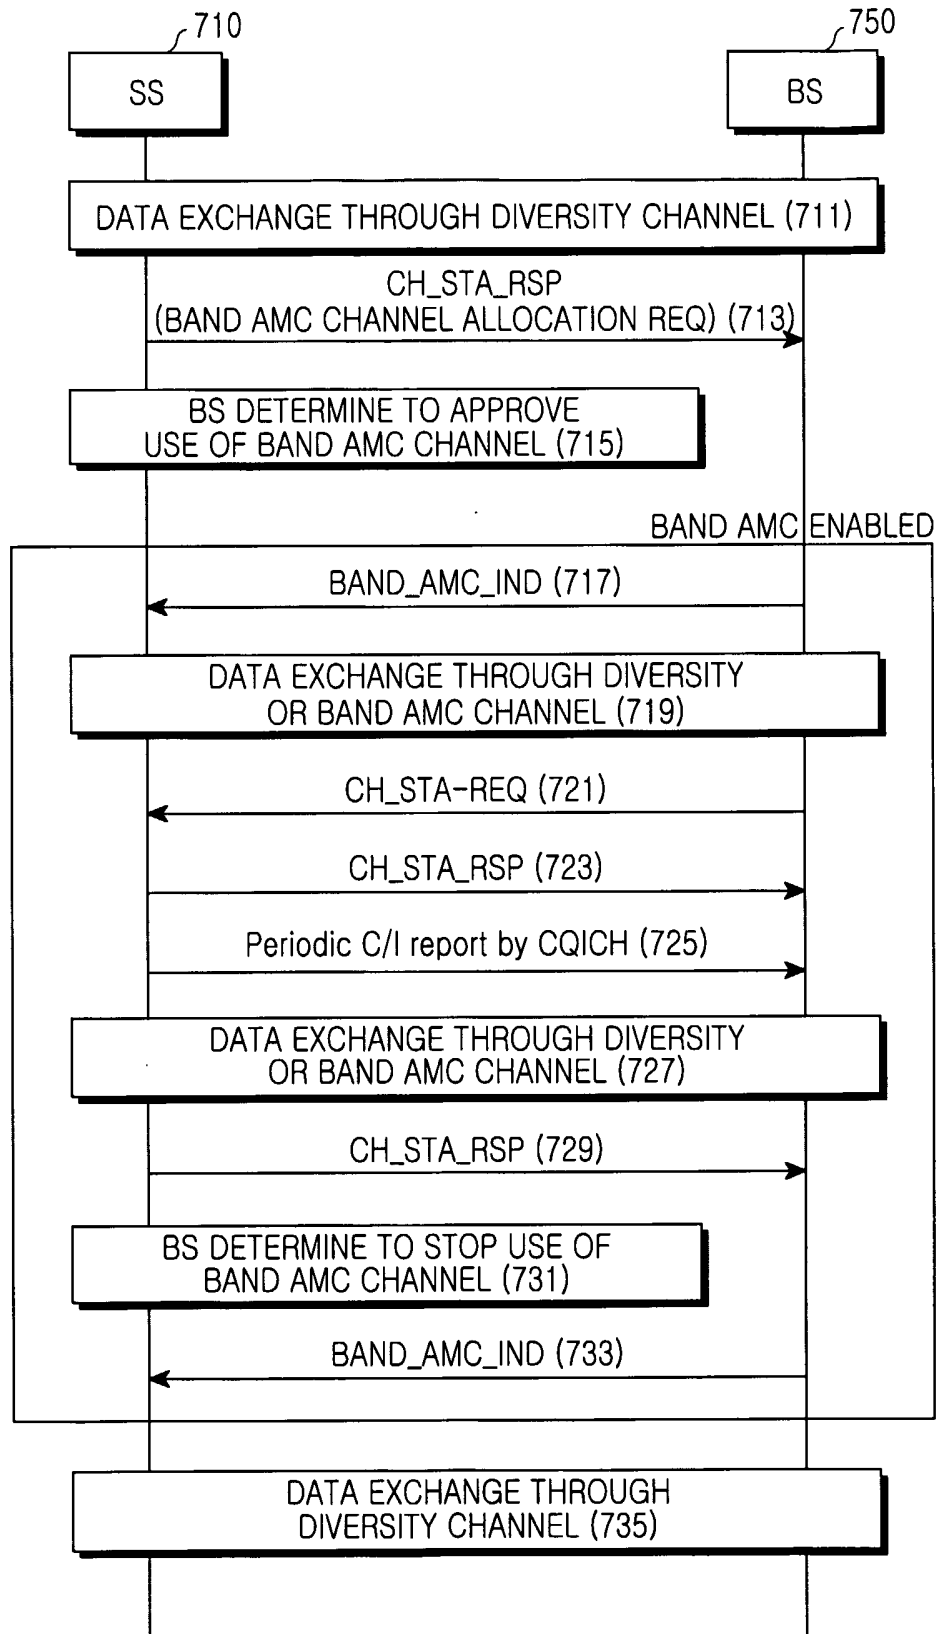 710
750
SS
BS
DATA EXCHANGE THROUGH DIVERSITY CHANNEL (711)
CH_STA_RSP
(BAND AMC CHANNEL ALLOCATION REQ) (713)
BS DETERMINE TO APPROVE
USE OF BAND AMC CHANNEL (715)
BAND AMC ENABLED
BAND_AMC_IND (717)
DATA EXCHANGE THROUGH DIVERSITY
OR BAND AMC CHANNEL (719)
CH_STA-REQ (721)
CH_STA_RSP (723)
Periodic C/I report by CQICH (725)
DATA EXCHANGE THROUGH DIVERSITY
OR BAND AMC CHANNEL (727)
CH_STA_RSP (729)
BS DETERMINE TO STOP USE OF
BAND AMC CHANNEL (731)
BAND_AMC_IND (733)
DATA EXCHANGE THROUGH
DIVERSITY CHANNEL (735)